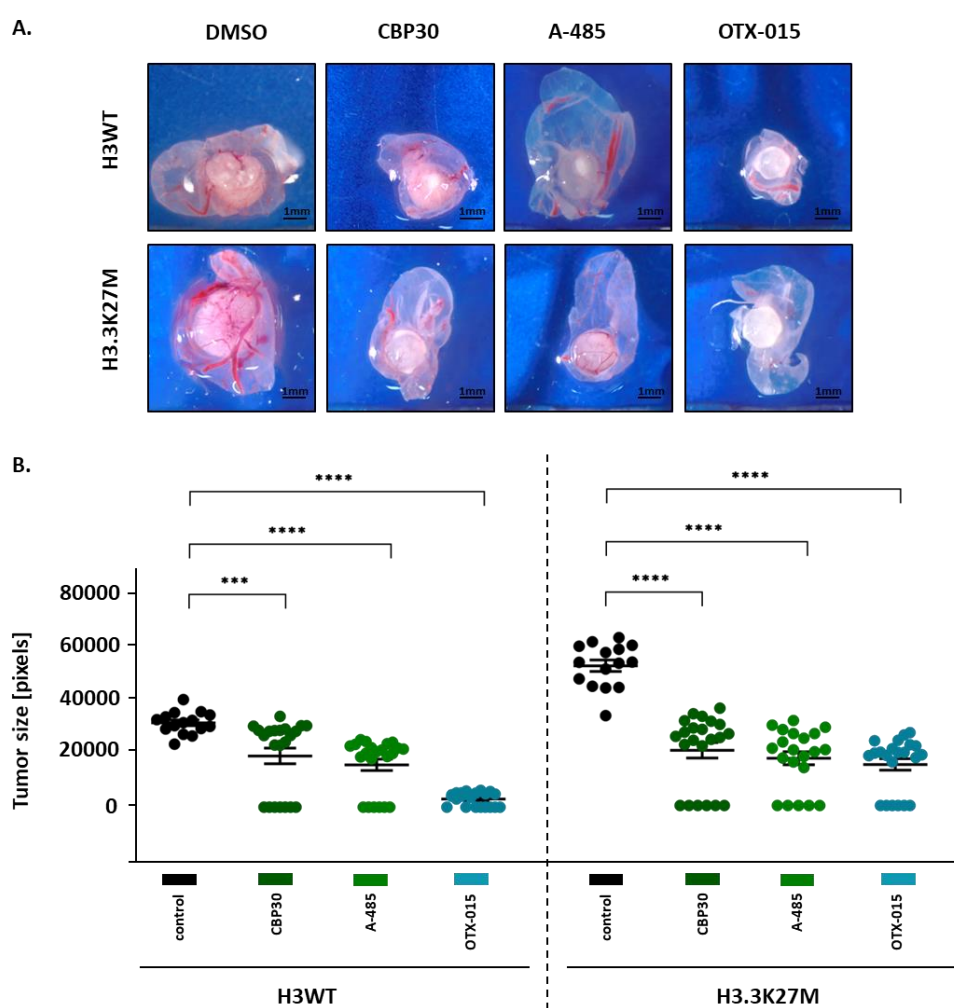 A.
DMSO CBP30 A-485 OTX-015
H3WT
1mm 1mm 1mm 1mm
H3.3K27M
1mm 1mm 1mm 1mm
B.
**** ****
**** ****
*** ****
Tumor size [pixels]
80000
60000
40000
20000
0
control CBP30 A-485 OTX-015 control CBP30 A-485 OTX-015
H3WT H3.3K27M